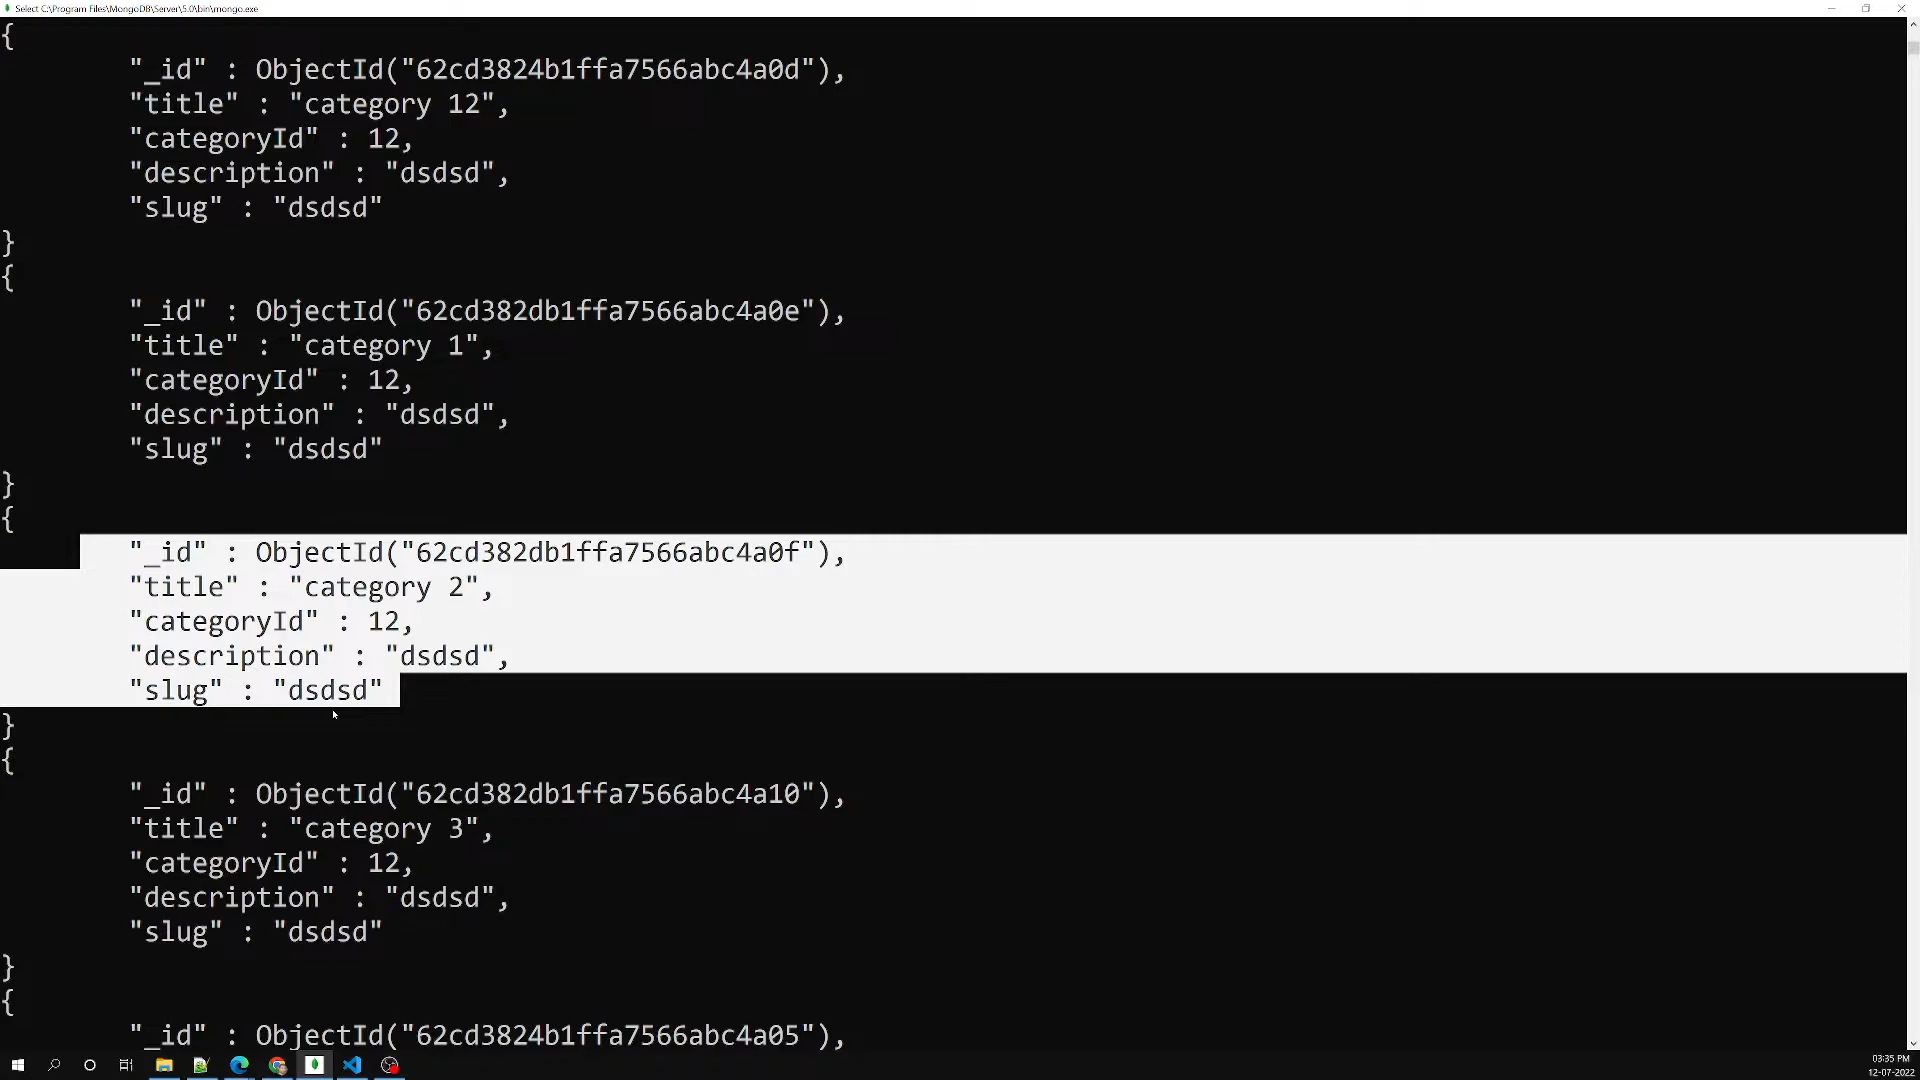 Select C:\Program Files\MongoDB\Server\5.0\bin\mongo.exe
{
"_id" : ObjectId("62cd3824b1ffa7566abc4a0d"),
"title" : "category 12",
"categoryId" : 12,
"description" : "dsdsd",
"slug" : "dsdsd"
}
{
"_id" : ObjectId("62cd382db1ffa7566abc4a0e"),
"title" : "category 1",
"categoryId" : 12,
"description" : "dsdsd",
"slug" : "dsdsd"
}
{
"_id" : ObjectId("62cd382db1ffa7566abc4a0f"),
"title" : "category 2",
"categoryId" : 12,
"description" : "dsdsd",
"slug" : "dsdsd"
}
{
"_id" : ObjectId("62cd382db1ffa7566abc4a10"),
"title" : "category 3",
"categoryId" : 12,
"description" : "dsdsd",
"slug" : "dsdsd"
}
{
"_id" : ObjectId("62cd3824b1ffa7566abc4a05"),
03:35 PM
12-07-2022